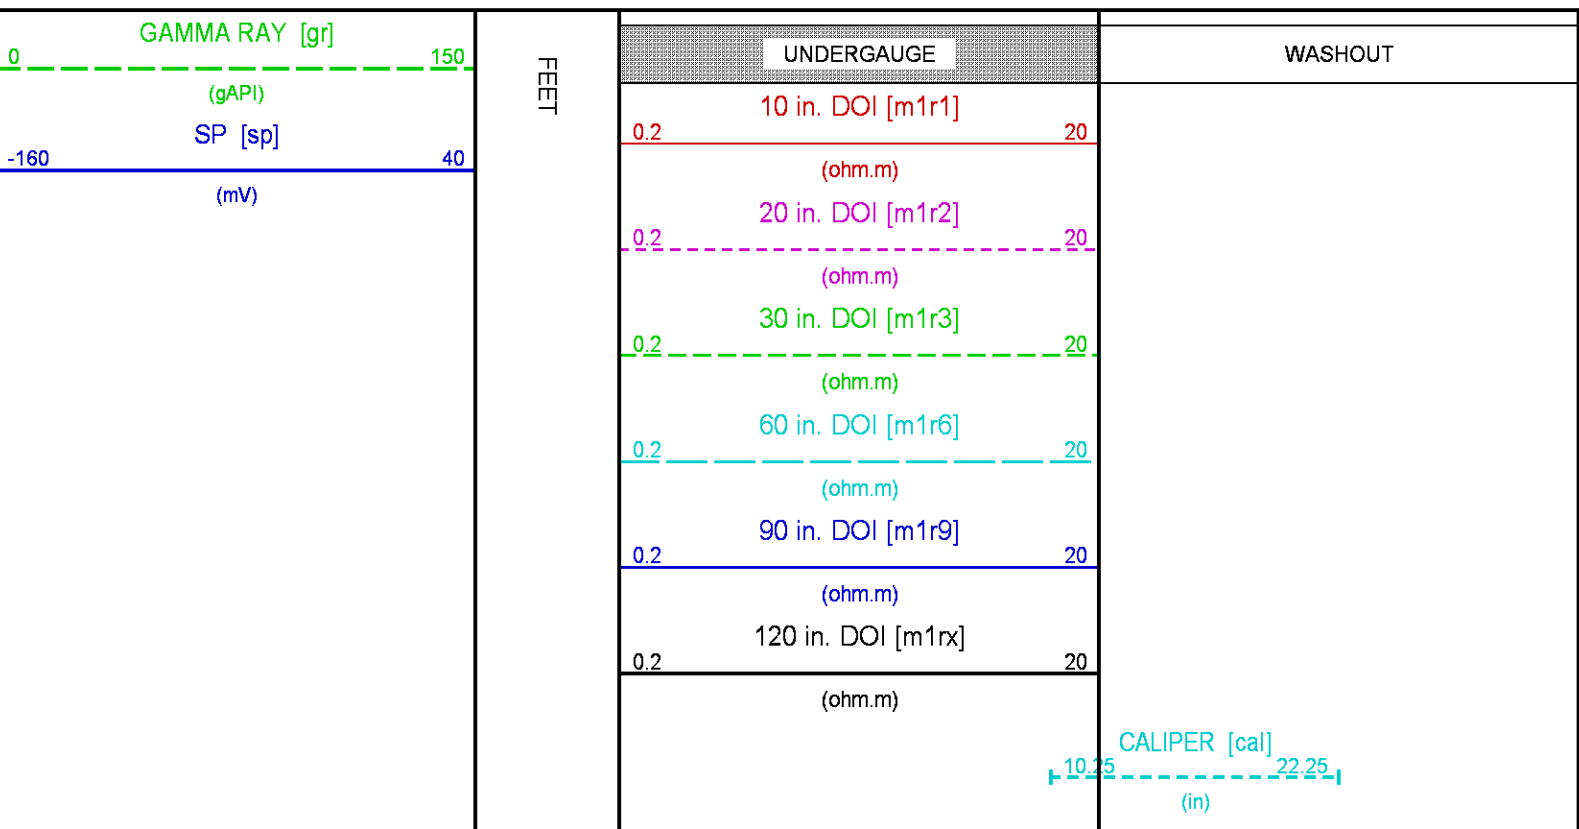 GAMMA RAY [gr]
0 150
(gAPI)
SP [sp]
-160 40
(mV)
FEET
UNDERGAUGE
WASHOUT
10 in. DOI [m1r1]
0.2 20
(ohm.m)
20 in. DOI [m1r2]
0.2 20
(ohm.m)
30 in. DOI [m1r3]
0.2 20
(ohm.m)
60 in. DOI [m1r6]
0.2 20
(ohm.m)
90 in. DOI [m1r9]
0.2 20
(ohm.m)
120 in. DOI [m1rx]
0.2 20
(ohm.m)
CALIPER [cal]
10.25 22.25
(in)